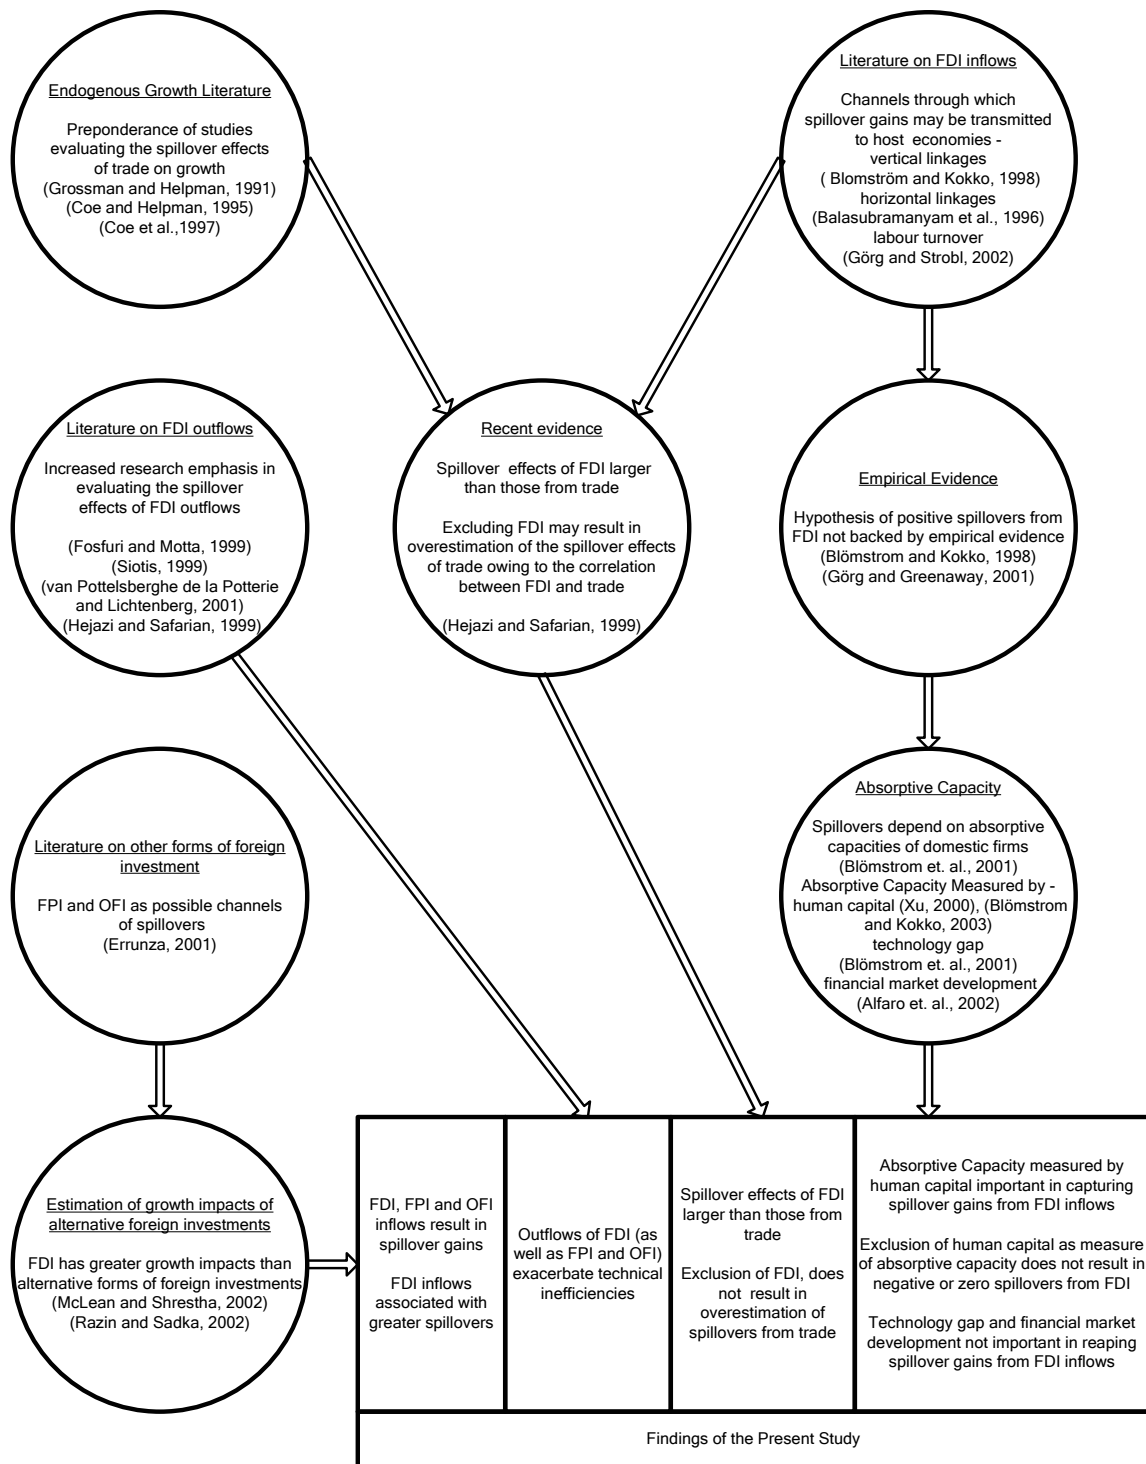 Endogenous Growth Literature
Preponderance of studies
evaluating the spillover effects
of trade on growth
(Grossman and Helpman, 1991)
(Coe and Helpman, 1995)
(Coe et al.,1997)
Literature on FDI inflows
Channels through which
spillover gains may be transmitted
to host economies -
vertical linkages
( Blomström and Kokko, 1998)
horizontal linkages
(Balasubramanyam et al., 1996)
labour turnover
(Görg and Strobl, 2002)
Literature on FDI outflows
Increased research emphasis in
evaluating the spillover
effects of FDI outflows
(Fosfuri and Motta, 1999)
(Siotis, 1999)
(van Pottelsberghe de la Potterie
and Lichtenberg, 2001)
(Hejazi and Safarian, 1999)
Recent evidence
Spillover effects of FDI larger
than those from trade
Excluding FDI may result in
overestimation of the spillover effects
of trade owing to the correlation
between FDI and trade
(Hejazi and Safarian, 1999)
Empirical Evidence
Hypothesis of positive spillovers from
FDI not backed by empirical evidence
(Blömstrom and Kokko, 1998)
(Görg and Greenaway, 2001)
Literature on other forms of foreign
investment
FPI and OFI as possible channels
of spillovers
(Errunza, 2001)
Absorptive Capacity
Spillovers depend on absorptive
capacities of domestic firms
(Blömstrom et. al., 2001)
Absorptive Capacity Measured by -
human capital (Xu, 2000), (Blömstrom
and Kokko, 2003)
technology gap
(Blömstrom et. al., 2001)
financial market development
(Alfaro et. al., 2002)
Estimation of growth impacts of
alternative foreign investments
FDI has greater growth impacts than
alternative forms of foreign investments
(McLean and Shrestha, 2002)
(Razin and Sadka, 2002)
FDI, FPI and OFI
inflows result in
spillover gains
FDI inflows
associated with
greater spillovers
Outflows of FDI (as
well as FPI and OFI)
exacerbate technical
inefficiencies
Spillover effects of FDI
larger than those from
trade
Exclusion of FDI, does
not result in
overestimation of
spillovers from trade
Absorptive Capacity measured by
human capital important in capturing
spillover gains from FDI inflows
Exclusion of human capital as measure
of absorptive capacity does not result in
negative or zero spillovers from FDI
Technology gap and financial market
development not important in reaping
spillover gains from FDI inflows
Findings of the Present Study